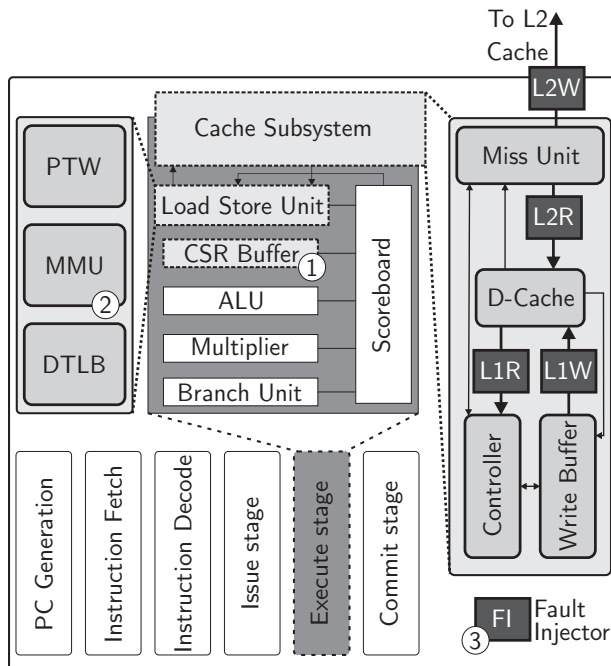 To L2
Cache
L2W
Cache Subsystem
PTW
Miss Unit
Load Store Unit
L2R
MMU
2
CSR Buffer
1
D-Cache
ALU
Scoreboard
DTLB
Multiplier
L1R
L1W
Branch Unit
Controller
Write Buffer
PC Generation
Instruction Fetch
Instruction Decode
Issue stage
Execute stage
Commit stage
3
FI
Fault
Injector